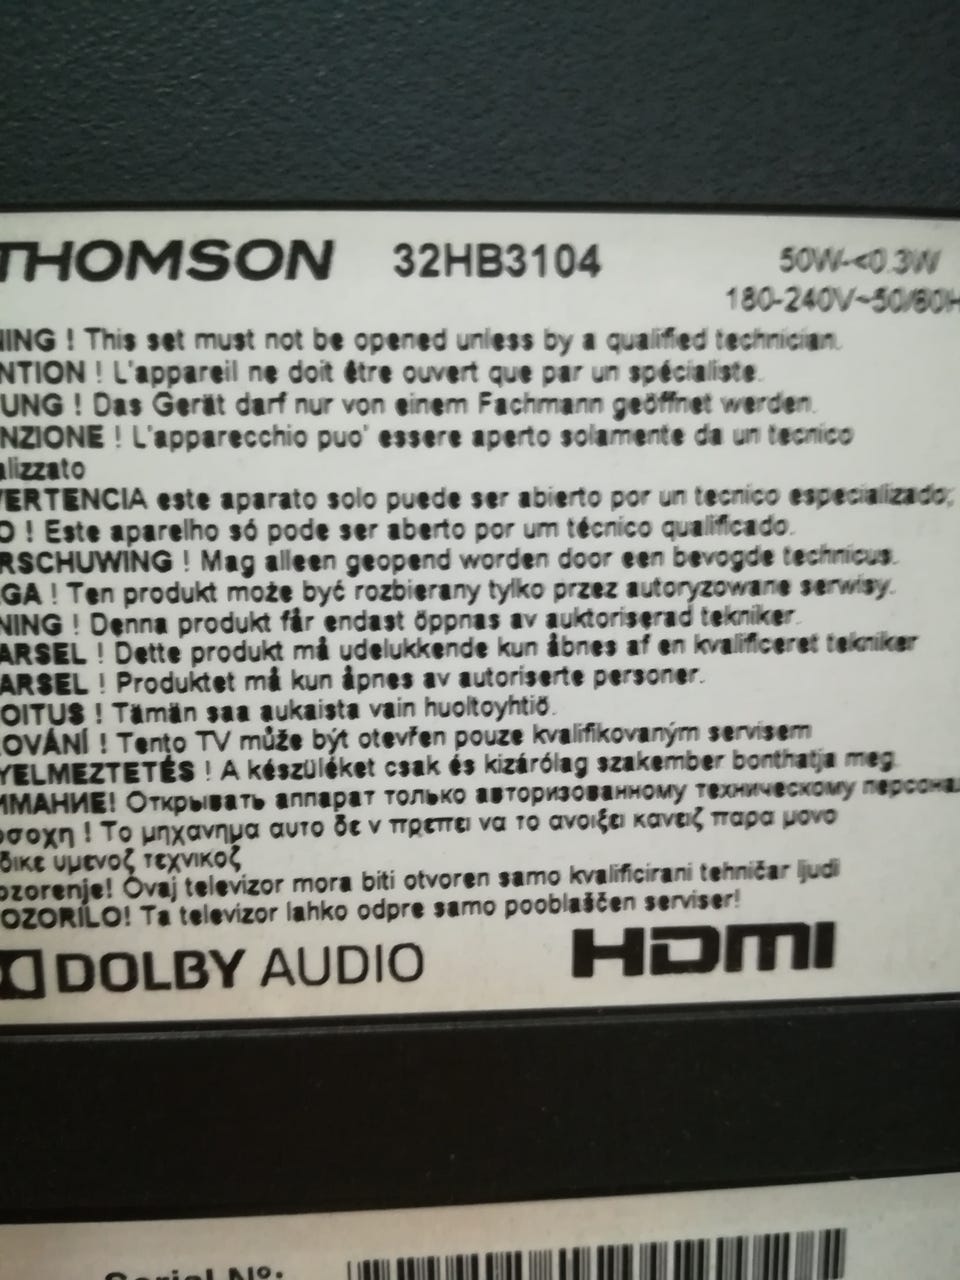 THOMSON 32HB3104 50W-<0.3W
180-240V~50/60H
NING ! This set must not be opened unless by a qualified technician.
NTION ! L'appareil ne doit être ouvert que par un spécialiste.
UNG ! Das Gerät darf nur von einem Fachmann geöffnet werden.
NZIONE ! L'apparecchio puo' essere aperto solamente da un tecnico
alizzato
VERTENCIA este aparato solo puede ser abierto por un tecnico especializado;
O ! Este aparelho só pode ser aberto por um técnico qualificado.
RSCHUWING ! Mag alleen geopend worden door een bevogde technicus.
GA ! Ten produkt może być rozbierany tylko przez autoryzowane serwisy.
NING ! Denna produkt får endast öppnas av auktoriserad tekniker.
ARSEL ! Dette produkt må udelukkende kun åbnes af en kvalificeret tekniker
ARSEL ! Produktet må kun åpnes av autoriserte personer.
OITUS ! Tämän saa aukaista vain huoltoyhtiö.
OVÁNÍ ! Tento TV může být otevřen pouze kvalifikovaným servisem
YELMEZTETÉS ! A készüléket csak és kizárólag szakember bonthatja meg.
ИМАНИЕ! Открывать аппарат только авторизованному техническому персона
οσοχη ! Το μηχανημα αυτο δε ν πρεπει να το ανοιξει κανεiζ παρα μονο
δικε υμενοζ τεχνικοζ
ozorenje! Ovaj televizor mora biti otvoren samo kvalificirani tehničar ljudi
OZORILO! Ta televizor lahko odpre samo pooblaščen serviser!
DOLBY AUDIO HDMI
Serial Nº: